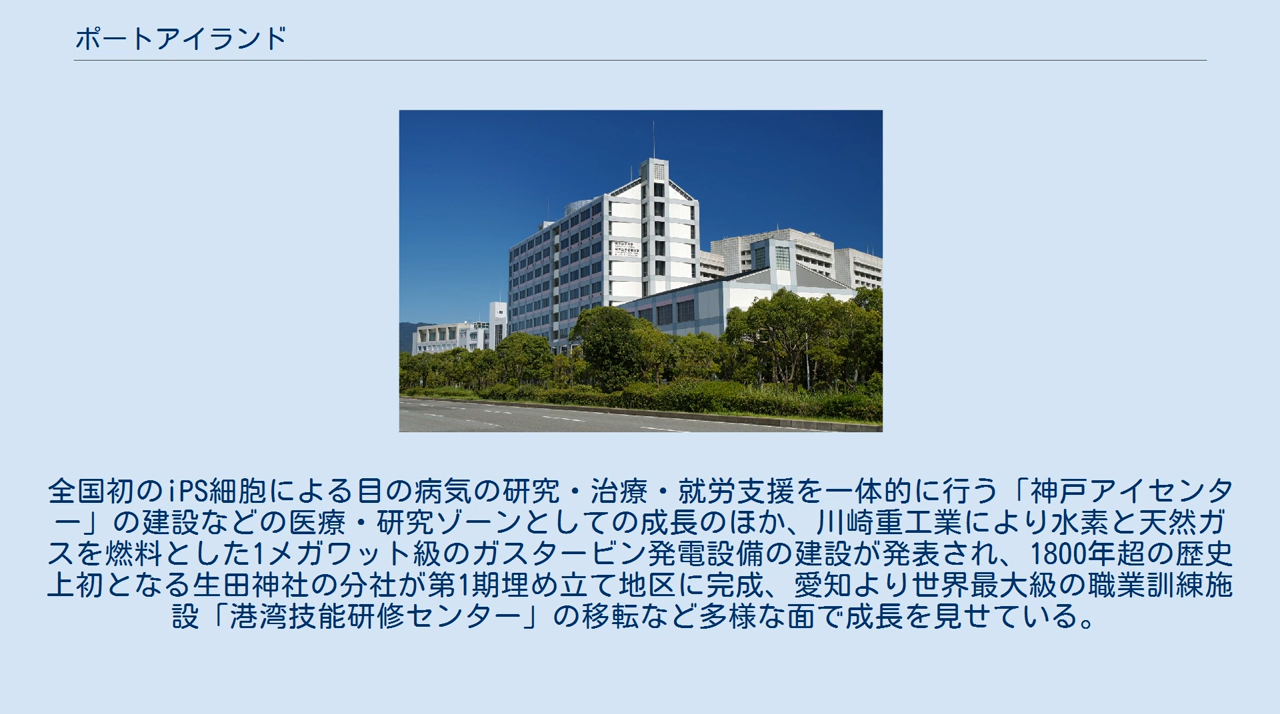 ポートアイランド
全国初のiPS細胞による目の病気の研究・治療・就労支援を一体的に行う「神戸アイセンタ
ー」の建設などの医療・研究ゾーンとしての成長のほか、川崎重工業により水素と天然ガ
スを燃料とした1メガワット級のガスタービン発電設備の建設が発表され、1800年超の歴史
上初となる生田神社の分社が第1期埋め立て地区に完成、愛知より世界最大級の職業訓練施
設「港湾技能研修センター」の移転など多様な面で成長を見せている。